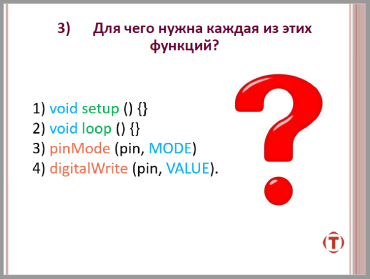 3) Для чего нужна каждая из этих
функций?
1) void setup () {}
2) void loop () {}
3) pinMode (pin, MODE)
4) digitalWrite (pin, VALUE).
?
T